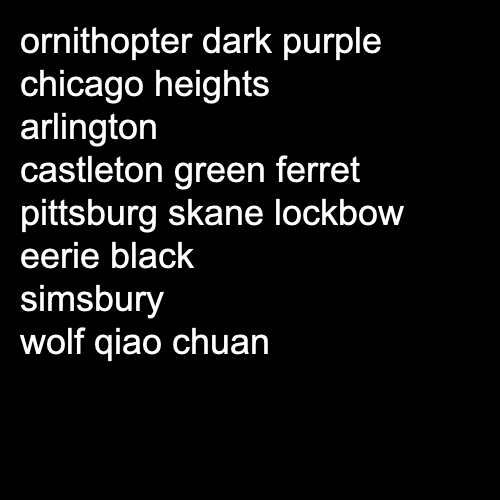 ornithopter dark purple
chicago heights
arlington
castleton green ferret
pittsburg skane lockbow
eerie black
simsbury
wolf qiao chuan